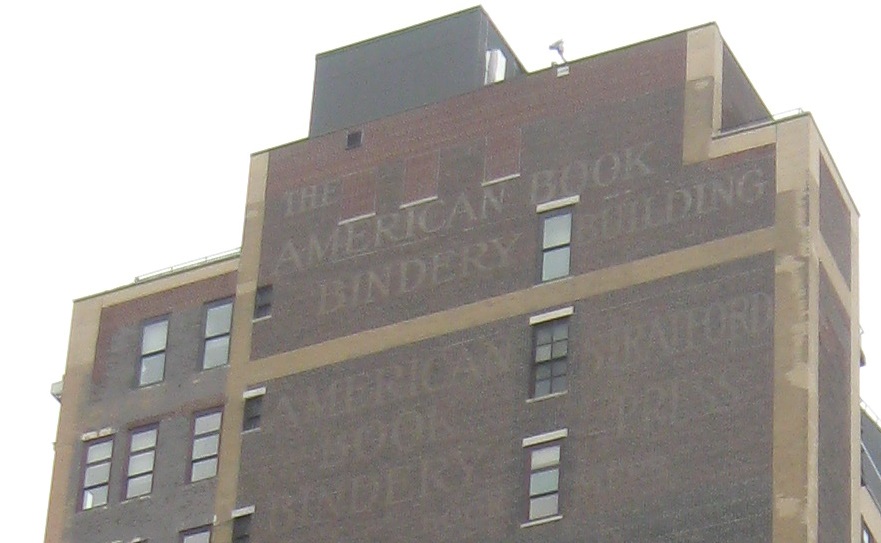 THE
AMERICAN BOOK
BINDERY BUILDING
AMERICAN STRATFORD
BOOK PRESS
BINDERY